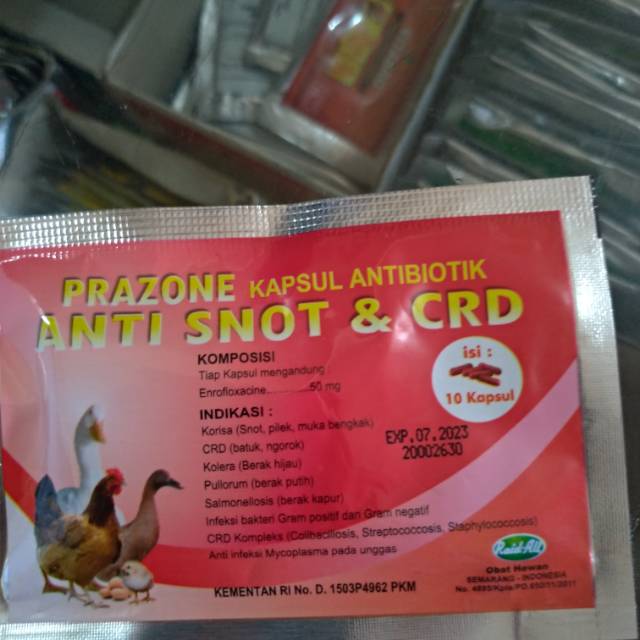 PRAZONE KAPSUL ANTIBIOTIK
ANTI SNOT & CRD
KOMPOSISI
Tiap Kapsul mengandung
Enrofloxacine..............50 mg
INDIKASI :
Korisa (Snot, pilek, muka bengkak)
CRD (batuk, ngorok)
Kolera (Berak hijau)
Pullorum (berak putih)
Salmonellosis (berak kapur)
Infeksi bakteri Gram positif dan Gram negatif
CRD Kompleks (Colibacillosis, Streptococcosis, Staphylococcosis)
Anti infeksi Mycoplasma pada unggas
isi :
10 Kapsul
EXP.07.2023
20002630
KEMENTAN RI No. D. 1503P4962 PKM
Raid-All
Obat Hewan
SEMARANG - INDONESIA